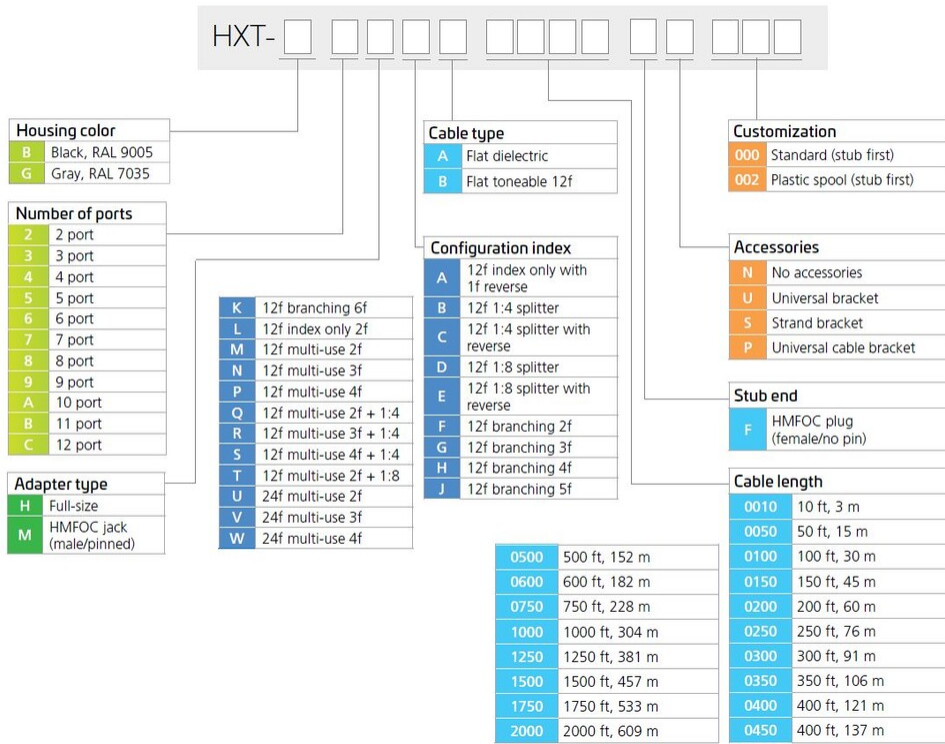 HXT-
Housing color
B Black, RAL 9005
G Gray, RAL 7035
Number of ports
2 2 port
3 3 port
4 4 port
5 5 port
6 6 port
7 7 port
8 8 port
9 9 port
A 10 port
B 11 port
C 12 port
Adapter type
H Full-size
M HMFOC jack
(male/pinned)
K 12f branching 6f
L 12f index only 2f
M 12f multi-use 2f
N 12f multi-use 3f
P 12f multi-use 4f
Q 12f multi-use 2f + 1:4
R 12f multi-use 3f + 1:4
S 12f multi-use 4f + 1:4
T 12f multi-use 2f + 1:8
U 24f multi-use 2f
V 24f multi-use 3f
W 24f multi-use 4f
Cable type
A Flat dielectric
B Flat toneable 12f
Configuration index
A 12f index only with
1f reverse
B 12f 1:4 splitter
C 12f 1:4 splitter with
reverse
D 12f 1:8 splitter
E 12f 1:8 splitter with
reverse
F 12f branching 2f
G 12f branching 3f
H 12f branching 4f
J 12f branching 5f
Customization
000 Standard (stub first)
002 Plastic spool (stub first)
Accessories
N No accessories
U Universal bracket
S Strand bracket
P Universal cable bracket
Stub end
F HMFOC plug
(female/no pin)
Cable length
0010 10 ft, 3 m
0050 50 ft, 15 m
0100 100 ft, 30 m
0150 150 ft, 45 m
0200 200 ft, 60 m
0250 250 ft, 76 m
0300 300 ft, 91 m
0350 350 ft, 106 m
0400 400 ft, 121 m
0450 400 ft, 137 m
0500 500 ft, 152 m
0600 600 ft, 182 m
0750 750 ft, 228 m
1000 1000 ft, 304 m
1250 1250 ft, 381 m
1500 1500 ft, 457 m
1750 1750 ft, 533 m
2000 2000 ft, 609 m